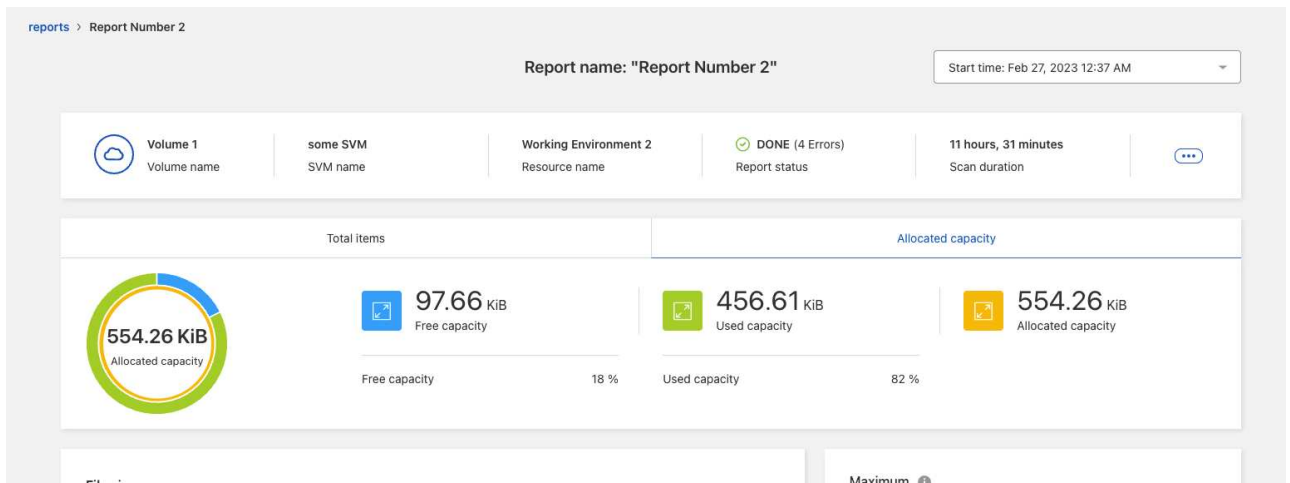 reports > Report Number 2
Report name: "Report Number 2"
Start time: Feb 27, 2023 12:37 AM
Volume 1
Volume name
some SVM
SVM name
Working Environment 2
Resource name
DONE (4 Errors)
Report status
11 hours, 31 minutes
Scan duration
Total items
Allocated capacity
554.26 KiB
Allocated capacity
97.66 KiB
Free capacity
Free capacity 18 %
456.61 KiB
Used capacity
Used capacity 82 %
554.26 KiB
Allocated capacity
Maximum